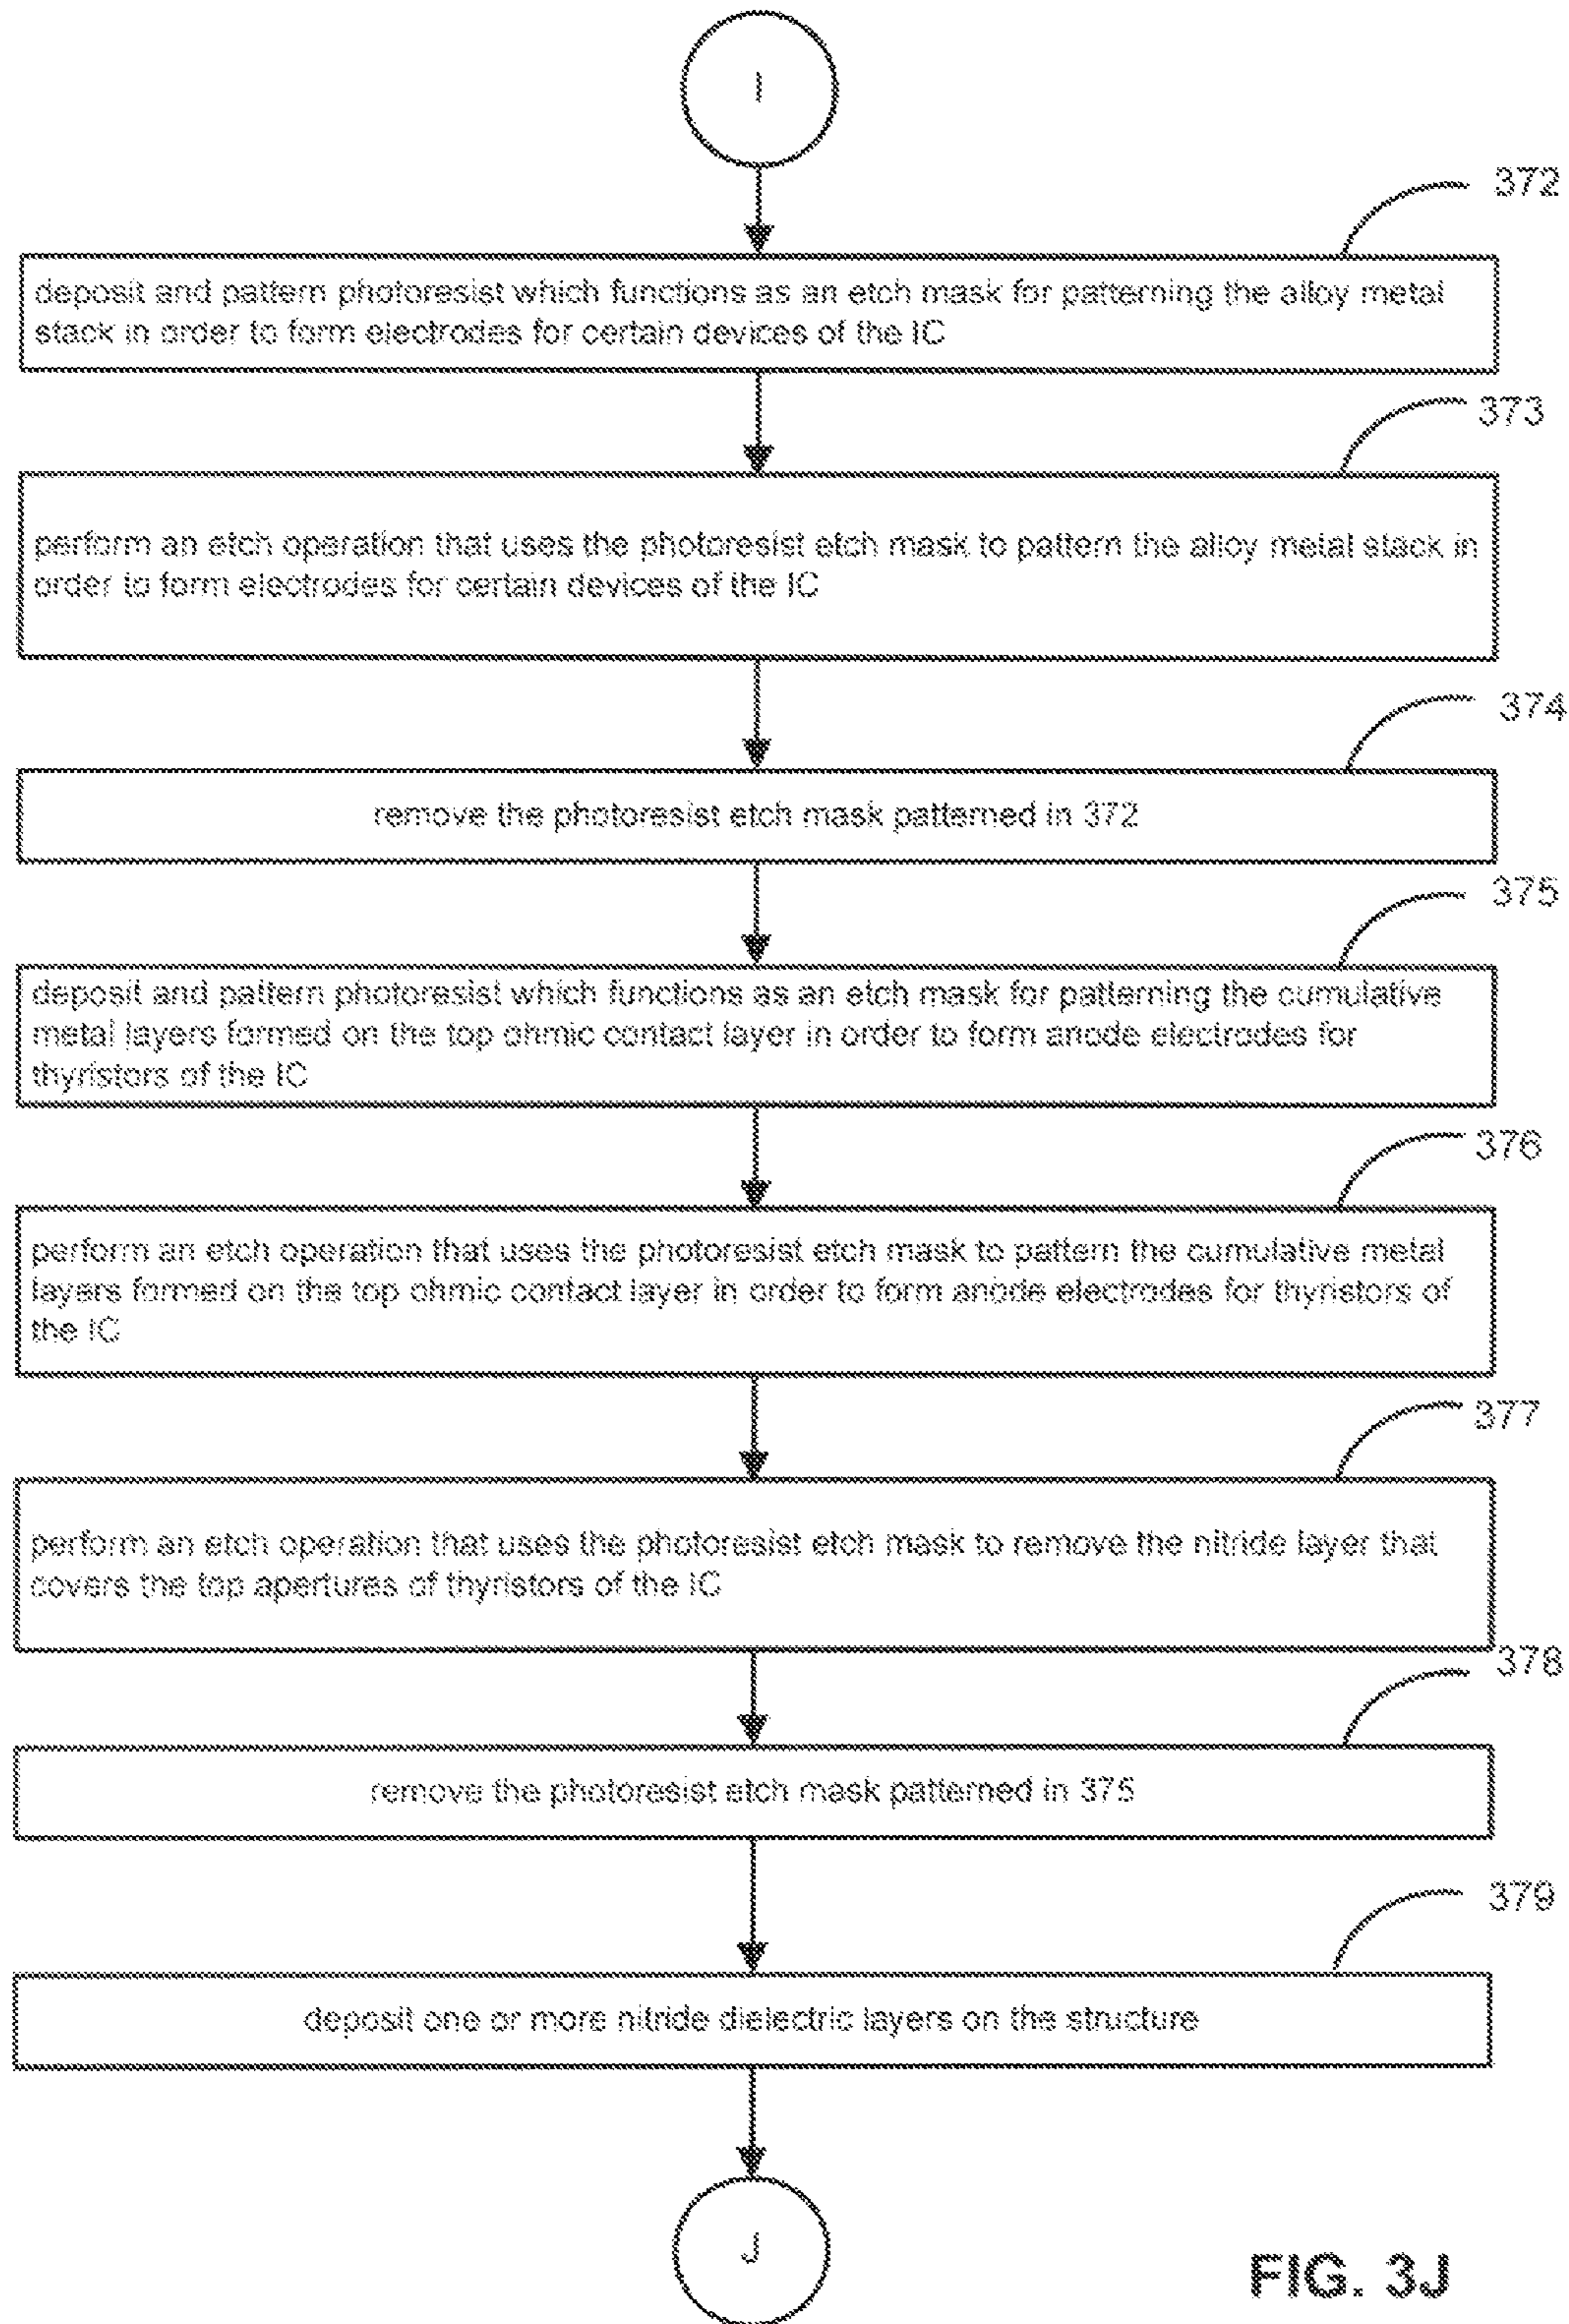 I
372
deposit and pattern photoresist which functions as an etch mask for patterning the alloy metal
stack in order to form electrodes for certain devices of the IC
373
perform an etch operation that uses the photoresist etch mask to pattern the alloy metal stack in
order to form electrodes for certain devices of the IC
374
remove the photoresist etch mask patterned in 372
375
deposit and pattern photoresist which functions as an etch mask for patterning the cumulative
metal layers formed on the top ohmic contact layer in order to form anode electrodes for
thyristors of the IC
376
perform an etch operation that uses the photoresist etch mask to pattern the cumulative metal
layers formed on the top ohmic contact layer in order to form anode electrodes for thyristors of
the IC
377
perform an etch operation that uses the photoresist etch mask to remove the nitride layer that
covers the top apertures of thyristors of the IC
378
remove the photoresist etch mask patterned in 375
379
deposit one or more nitride dielectric layers on the structure
J
FIG. 3J